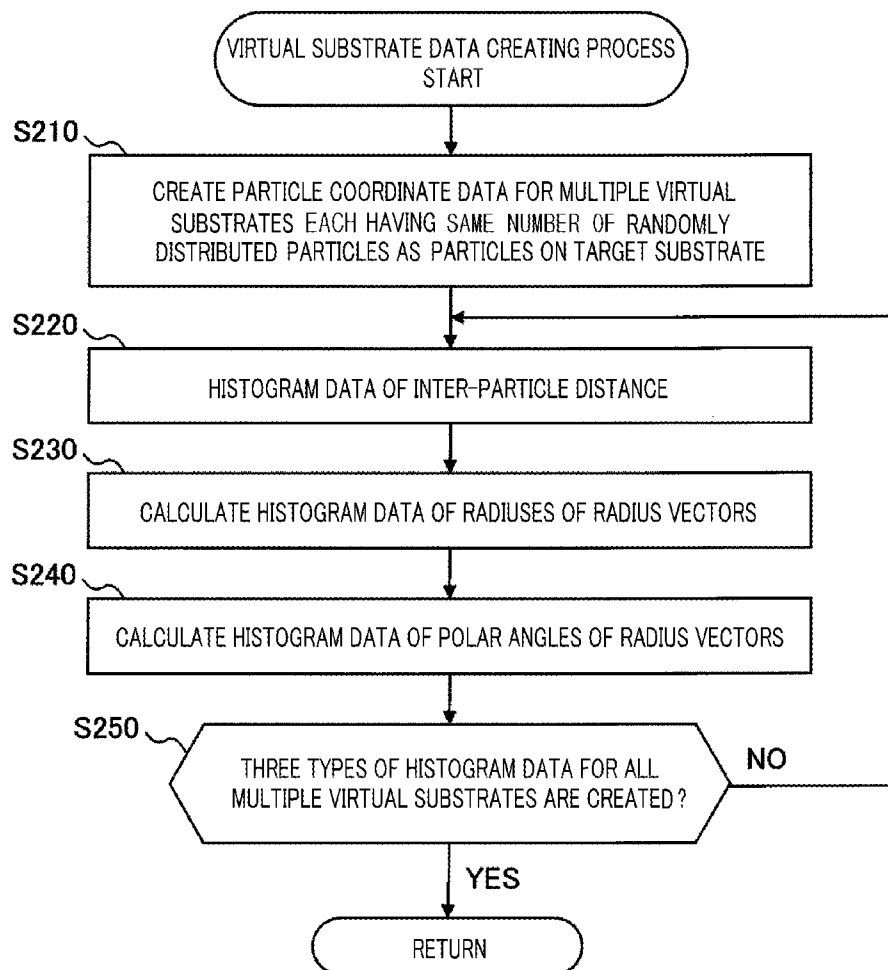 VIRTUAL SUBSTRATE DATA CREATING PROCESS
START
S210
CREATE PARTICLE COORDINATE DATA FOR MULTIPLE VIRTUAL
SUBSTRATES EACH HAVING SAME NUMBER OF RANDOMLY
DISTRIBUTED PARTICLES AS PARTICLES ON TARGET SUBSTRATE
S220
HISTOGRAM DATA OF INTER-PARTICLE DISTANCE
S230
CALCULATE HISTOGRAM DATA OF RADIUSES OF RADIUS VECTORS
S240
CALCULATE HISTOGRAM DATA OF POLAR ANGLES OF RADIUS VECTORS
S250
THREE TYPES OF HISTOGRAM DATA FOR ALL
MULTIPLE VIRTUAL SUBSTRATES ARE CREATED?
NO
YES
RETURN